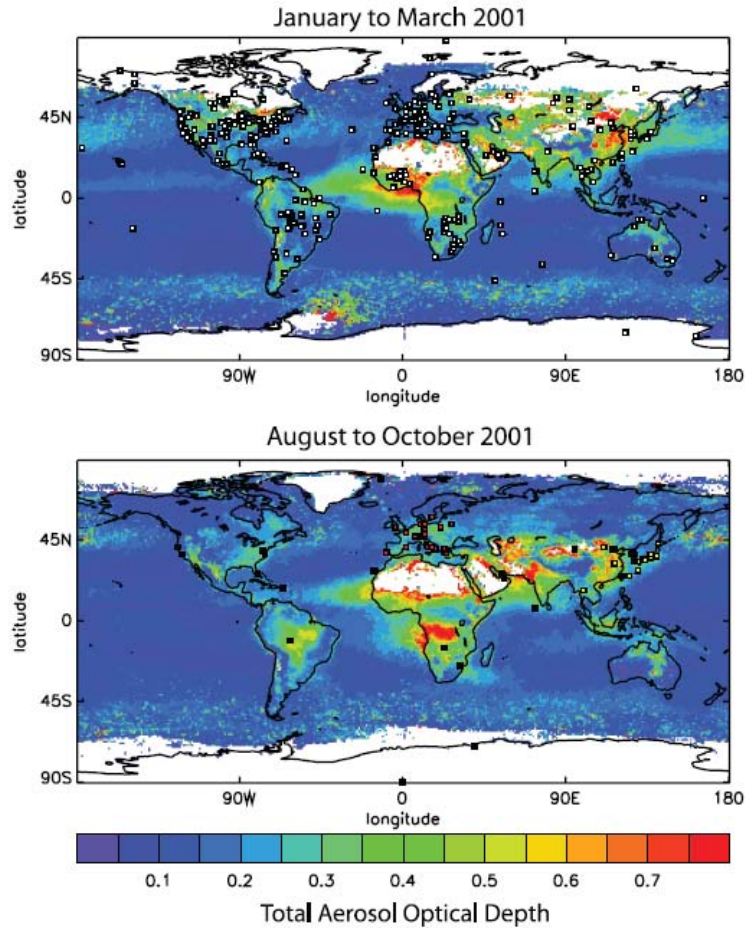 January to March 2001
45N
0
45S
90S
latitude
90W 0 90E 180
longitude
August to October 2001
45N
0
45S
90S
latitude
90W 0 90E 180
longitude
0.1 0.2 0.3 0.4 0.5 0.6 0.7
Total Aerosol Optical Depth